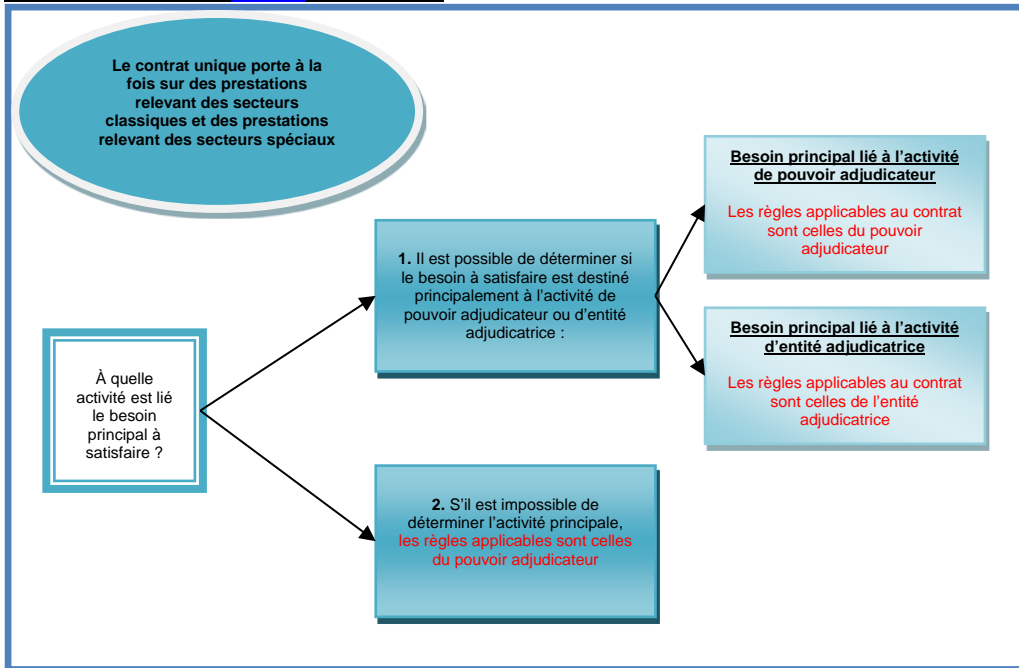 Le contrat unique porte à la
fois sur des prestations
relevant des secteurs
classiques et des prestations
relevant des secteurs spéciaux
À quelle
activité est lié
le besoin
principal à
satisfaire ?
1. Il est possible de déterminer si
le besoin à satisfaire est destiné
principalement à l’activité de
pouvoir adjudicateur ou d’entité
adjudicatrice :
Besoin principal lié à l’activité
de pouvoir adjudicateur
Les règles applicables au contrat
sont celles du pouvoir
adjudicateur
Besoin principal lié à l’activité
d’entité adjudicatrice
Les règles applicables au contrat
sont celles de l’entité
adjudicatrice
2. S’il est impossible de
déterminer l’activité principale,
les règles applicables sont celles
du pouvoir adjudicateur